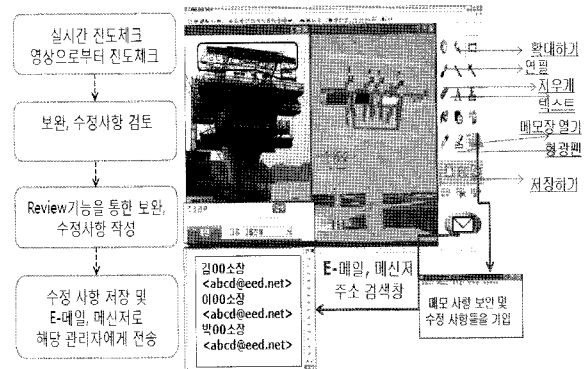 실시간 진도체크
영상으로부터 진도체크
보완, 수정사항 검토
Review기능을 통한 보완,
수정사항 작성
수정 사항 저장 및
E-메일, 메신저로
해당 관리자에게 전송
확대하기
연필
지우개
텍스트
메모장 열기
형광펜
저장하기
김00소장
<abcd@eed.net>
이00소장
<abcd@eed.net>
박00소장
<abcd@eed.net>
E-메일, 메신저
주소 검색창
메모 사항 보안 및
수정 사항들을 기입